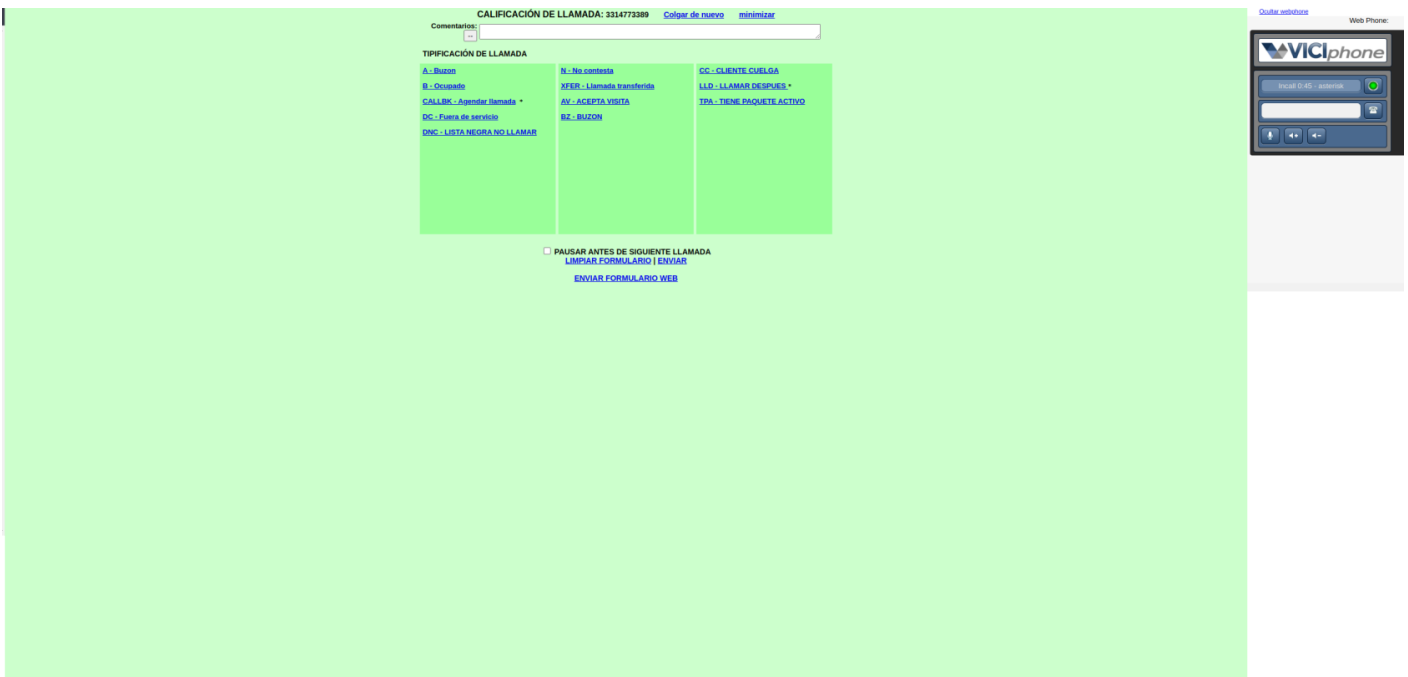 CALIFICACIÓN DE LLAMADA: 3314773389 Colgar de nuevo minimizar
Comentarios:
--
TIPIFICACIÓN DE LLAMADA
A - Buzon
B - Ocupado
CALLBK - Agendar llamada *
DC - Fuera de servicio
DNC - LISTA NEGRA NO LLAMAR
N - No contesta
XFER - Llamada transferida
AV - ACEPTA VISITA
BZ - BUZON
CC - CLIENTE CUELGA
LLD - LLAMAR DESPUES *
TPA - TIENE PAQUETE ACTIVO
PAUSAR ANTES DE SIGUIENTE LLAMADA
LIMPIAR FORMULARIO | ENVIAR
ENVIAR FORMULARIO WEB
Ocultar webphone
Web Phone:
VICIphone
Incall 0:45 - asterisk